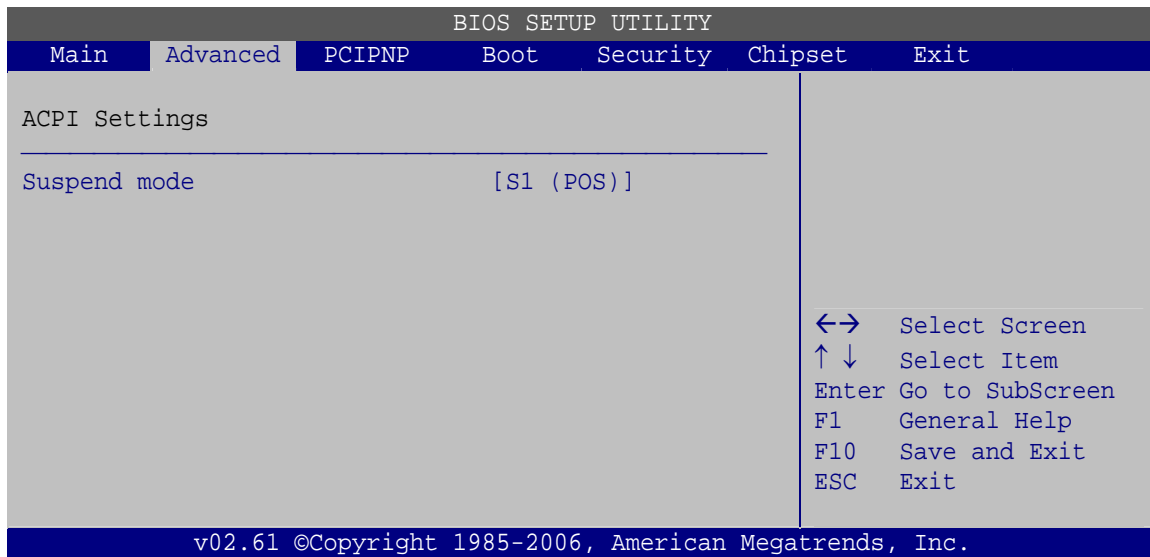 BIOS SETUP UTILITY
Main Advanced PCIPNP Boot Security Chipset Exit
ACPI Settings
Suspend mode [S1 (POS)]
←→ Select Screen
↑ ↓ Select Item
Enter Go to SubScreen
F1 General Help
F10 Save and Exit
ESC Exit
v02.61 ©Copyright 1985-2006, American Megatrends, Inc.